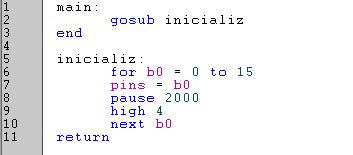 1 main:
2 gosub inicializ
3 end
4
5 inicializ:
6 for b0 = 0 to 15
7 pins = b0
8 pause 2000
9 high 4
10 next b0
11 return